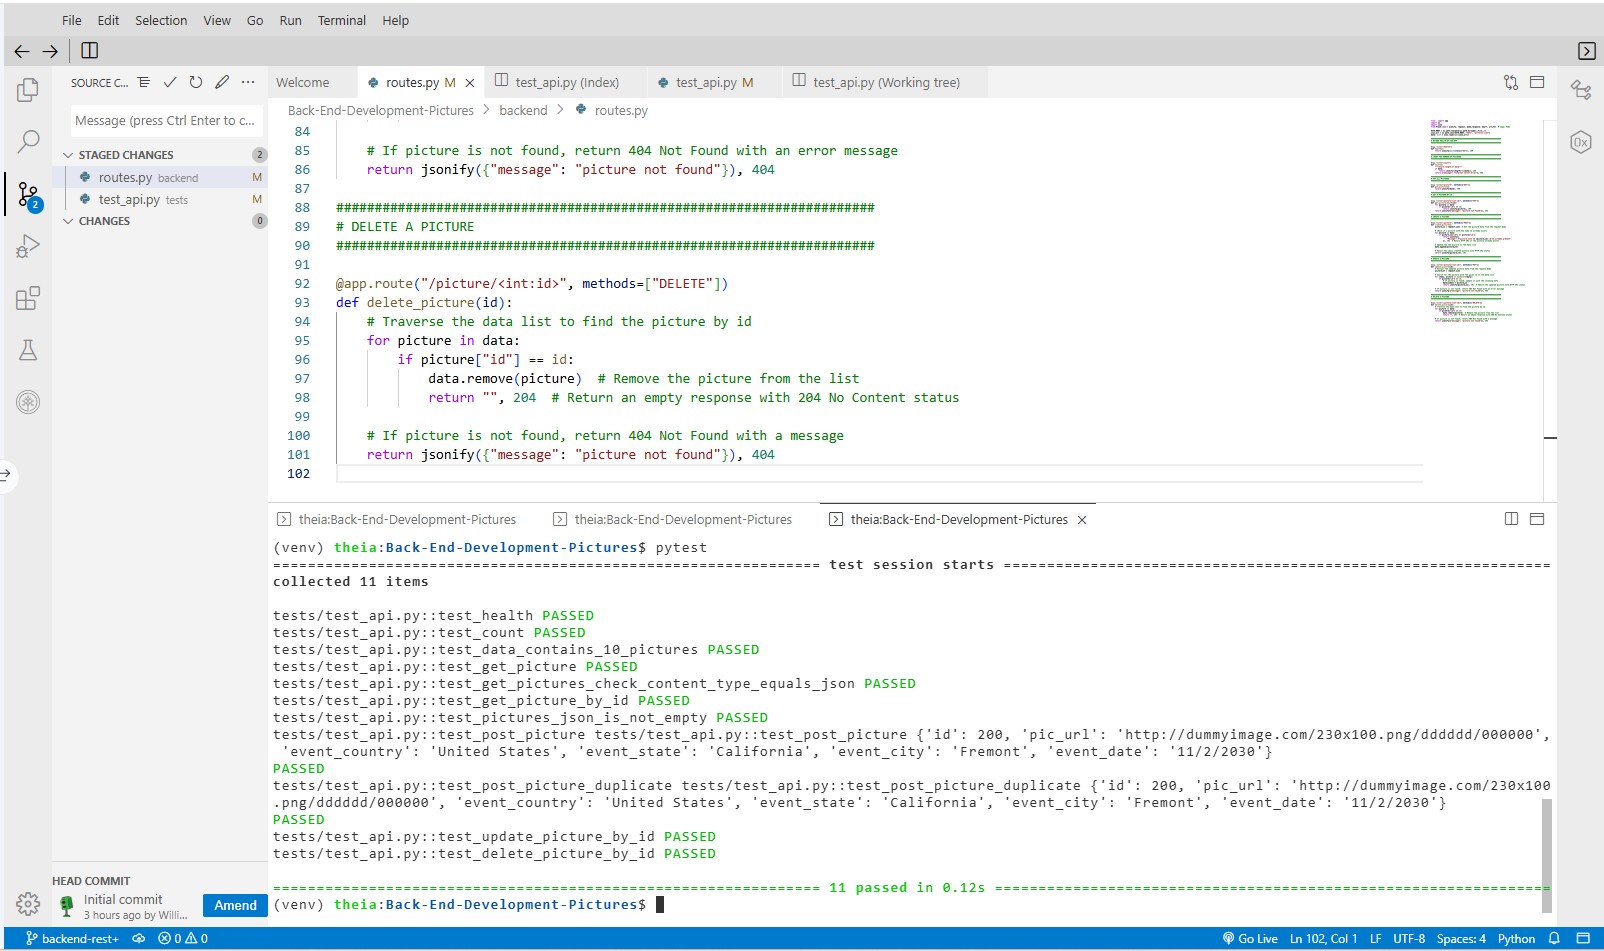 File Edit Selection View Go Run Terminal Help
SOURCE C...
Welcome routes.py M test_api.py (Index) test_api.py M test_api.py (Working tree)
Message (press Ctrl Enter to c...
Back-End-Development-Pictures > backend > routes.py
STAGED CHANGES 2
routes.py backend M
test_api.py tests M
CHANGES 0
2
84
85 # If picture is not found, return 404 Not Found with an error message
86 return jsonify({"message": "picture not found"}), 404
87
88 ######################################################################
89 # DELETE A PICTURE
90 ######################################################################
91
92 @app.route("/picture/<int:id>", methods=["DELETE"])
93 def delete_picture(id):
94 # Traverse the data list to find the picture by id
95 for picture in data:
96 if picture["id"] == id:
97 data.remove(picture) # Remove the picture from the list
98 return "", 204 # Return an empty response with 204 No Content status
99
100 # If picture is not found, return 404 Not Found with a message
101 return jsonify({"message": "picture not found"}), 404
102
theia:Back-End-Development-Pictures theia:Back-End-Development-Pictures theia:Back-End-Development-Pictures
(venv) theia:Back-End-Development-Pictures$ pytest
=============================================================== test session starts ===============================================================
collected 11 items
tests/test_api.py::test_health PASSED
tests/test_api.py::test_count PASSED
tests/test_api.py::test_data_contains_10_pictures PASSED
tests/test_api.py::test_get_picture PASSED
tests/test_api.py::test_get_pictures_check_content_type_equals_json PASSED
tests/test_api.py::test_get_picture_by_id PASSED
tests/test_api.py::test_pictures_json_is_not_empty PASSED
tests/test_api.py::test_post_picture tests/test_api.py::test_post_picture {'id': 200, 'pic_url': 'http://dummyimage.com/230x100.png/dddddd/000000',
'event_country': 'United States', 'event_state': 'California', 'event_city': 'Fremont', 'event_date': '11/2/2030'}
PASSED
tests/test_api.py::test_post_picture_duplicate tests/test_api.py::test_post_picture_duplicate {'id': 200, 'pic_url': 'http://dummyimage.com/230x100
.png/dddddd/000000', 'event_country': 'United States', 'event_state': 'California', 'event_city': 'Fremont', 'event_date': '11/2/2030'}
PASSED
tests/test_api.py::test_update_picture_by_id PASSED
tests/test_api.py::test_delete_picture_by_id PASSED
=============================================================== 11 passed in 0.12s ================================================================
(venv) theia:Back-End-Development-Pictures$
HEAD COMMIT
Initial commit
3 hours ago by Willi...
Amend
backend-rest+ 0 0 Go Live Ln 102, Col 1 LF UTF-8 Spaces: 4 Python